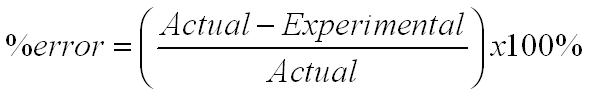 %error = (Actual − Experimental / Actual) x100%